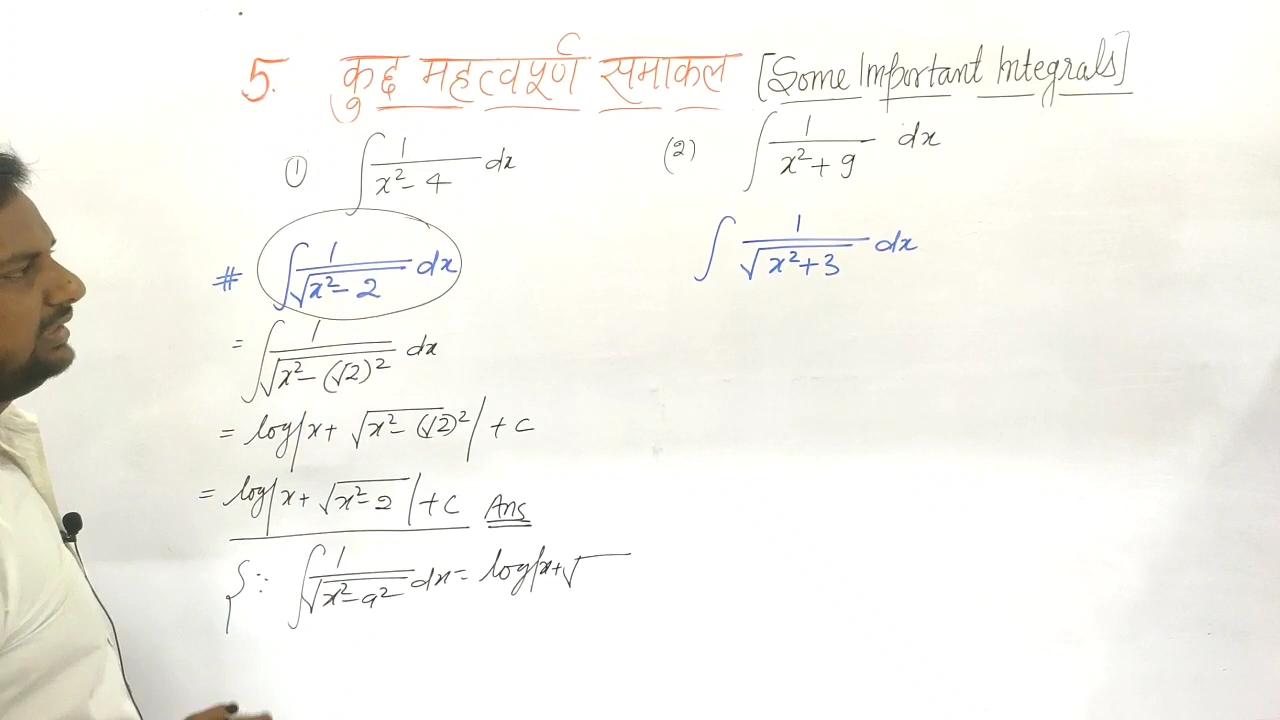 5. कुछ महत्वपूर्ण समाकल [Some Important Integrals]
① ∫ 1/(x² - 4) dx
(2) ∫ 1/(x² + 9) dx
# ∫ 1/√(x² - 2) dx
∫ 1/√(x² + 3) dx
= ∫ 1/√(x² - (√2)²) dx
= log|x + √(x² - (√2)²)| + c
= log|x + √(x² - 2)| + c Ans
{∵ ∫ 1/√(x² - a²) dx = log|x + √